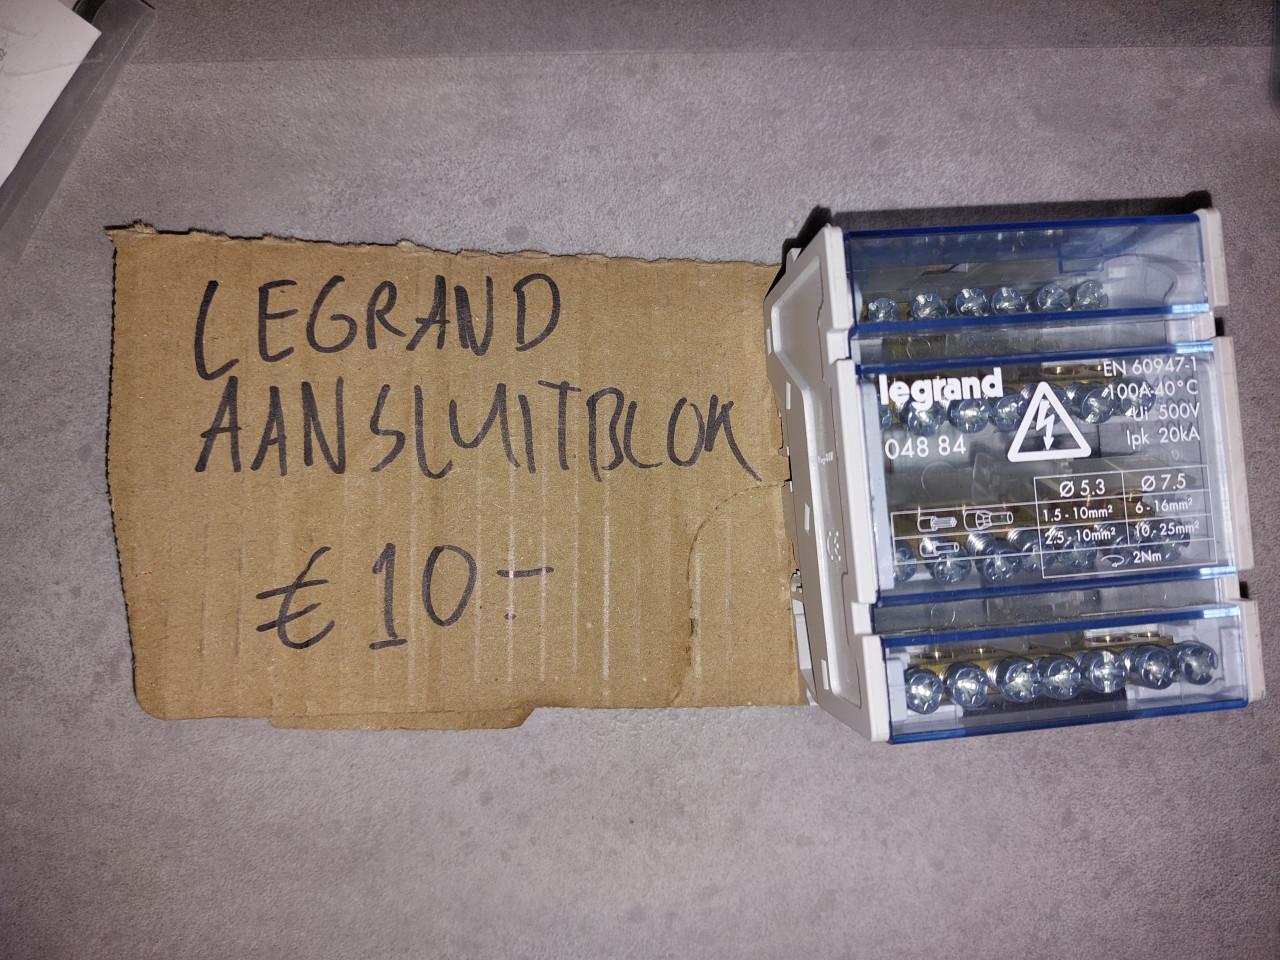 LEGRAND
AANSLUITBLOK
€ 10,-
legrand
048 84
EN 60947-1
100A-40°C
Ui 500V
Ipk 20kA
Ø 5.3 Ø 7.5
1.5 - 10mm² 6 - 16mm²
2.5 - 10mm² 10 - 25mm²
2Nm